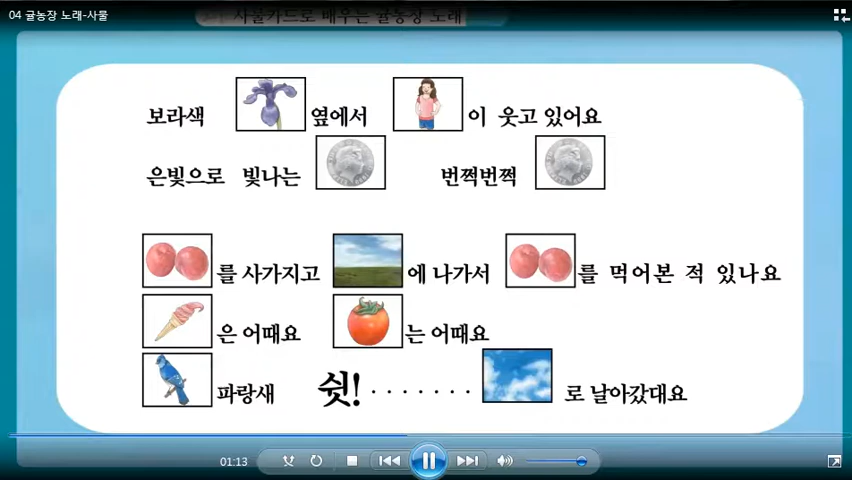 04 귤농장 노래-사물
사물카드로 배우는 귤농장 노래
보라색 옆에서 이 웃고 있어요
은빛으로 빛나는 번쩍번쩍
를 사가지고 에 나가서 를 먹어본 적 있나요
은 어때요 는 어때요
파랑새 쉿! . . . . . . . 로 날아갔대요
01:13